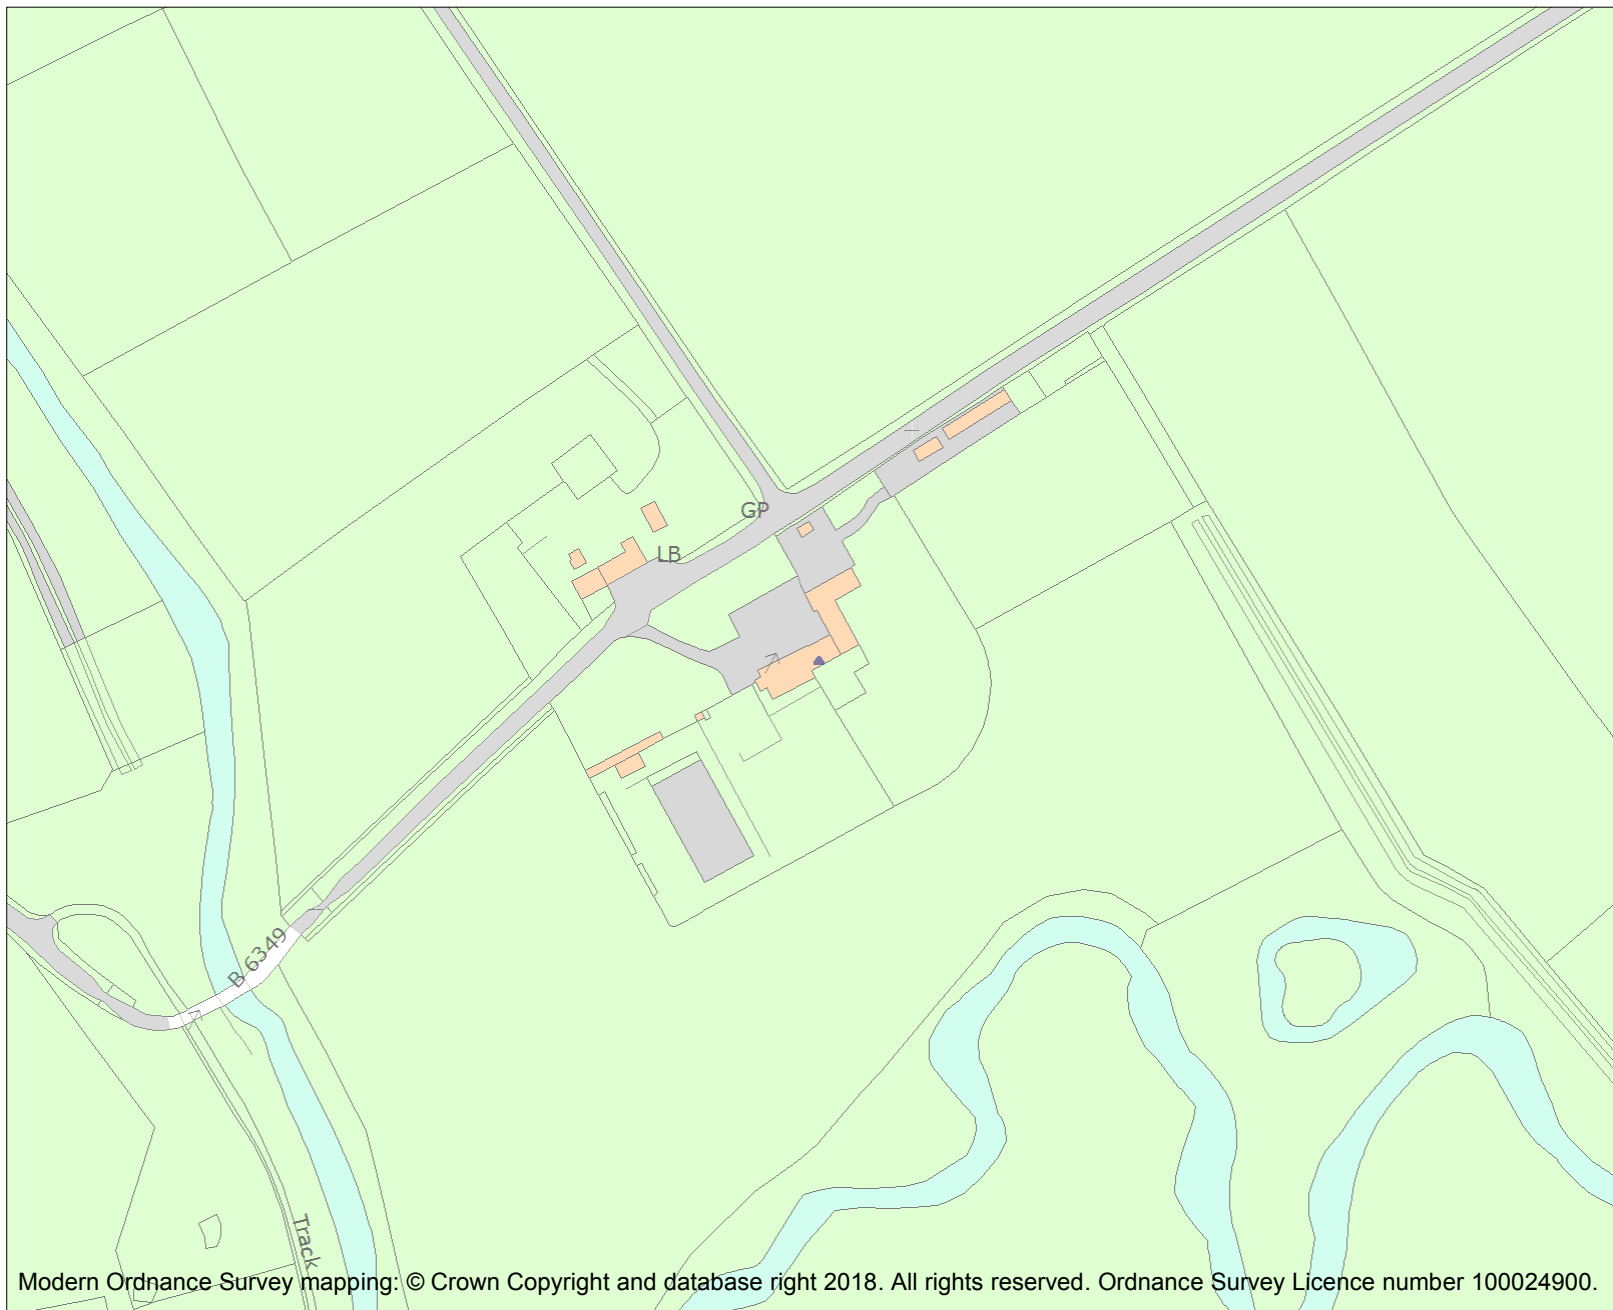 GP
LB
B 6349
Track
Modern Ordnance Survey mapping: © Crown Copyright and database right 2018. All rights reserved. Ordnance Survey Licence number 100024900.